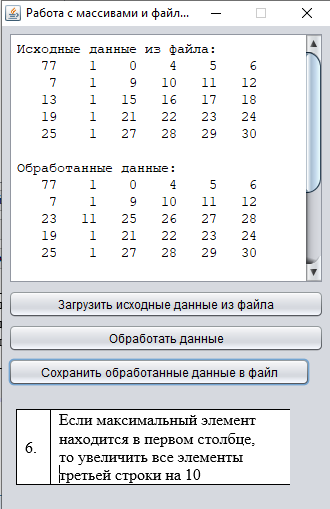 Работа с массивами и файл...
Исходные данные из файла:
77 1 0 4 5 6
7 1 9 10 11 12
13 1 15 16 17 18
19 1 21 22 23 24
25 1 27 28 29 30
Обработанные данные:
77 1 0 4 5 6
7 1 9 10 11 12
23 11 25 26 27 28
19 1 21 22 23 24
25 1 27 28 29 30
Загрузить исходные данные из файла
Обработать данные
Сохранить обработанные данные в файл
6. Если максимальный элемент
находится в первом столбце,
то увеличить все элементы
третьей строки на 10